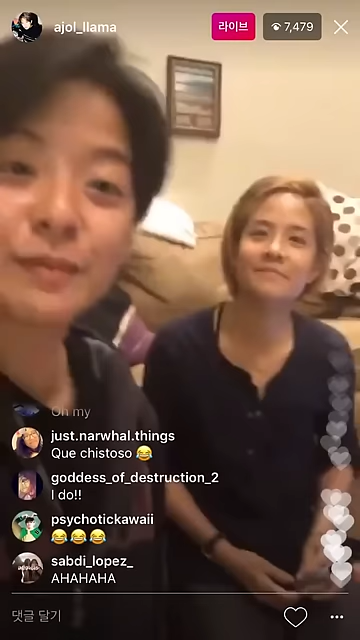 ajol_llama
라이브
7,479
Oh my
just.narwhal.things
Que chistoso 😂
goddess_of_destruction_2
I do!!
psychotickawaii
😂😂😂
sabdi_lopez_
AHAHAHA
댓글 달기